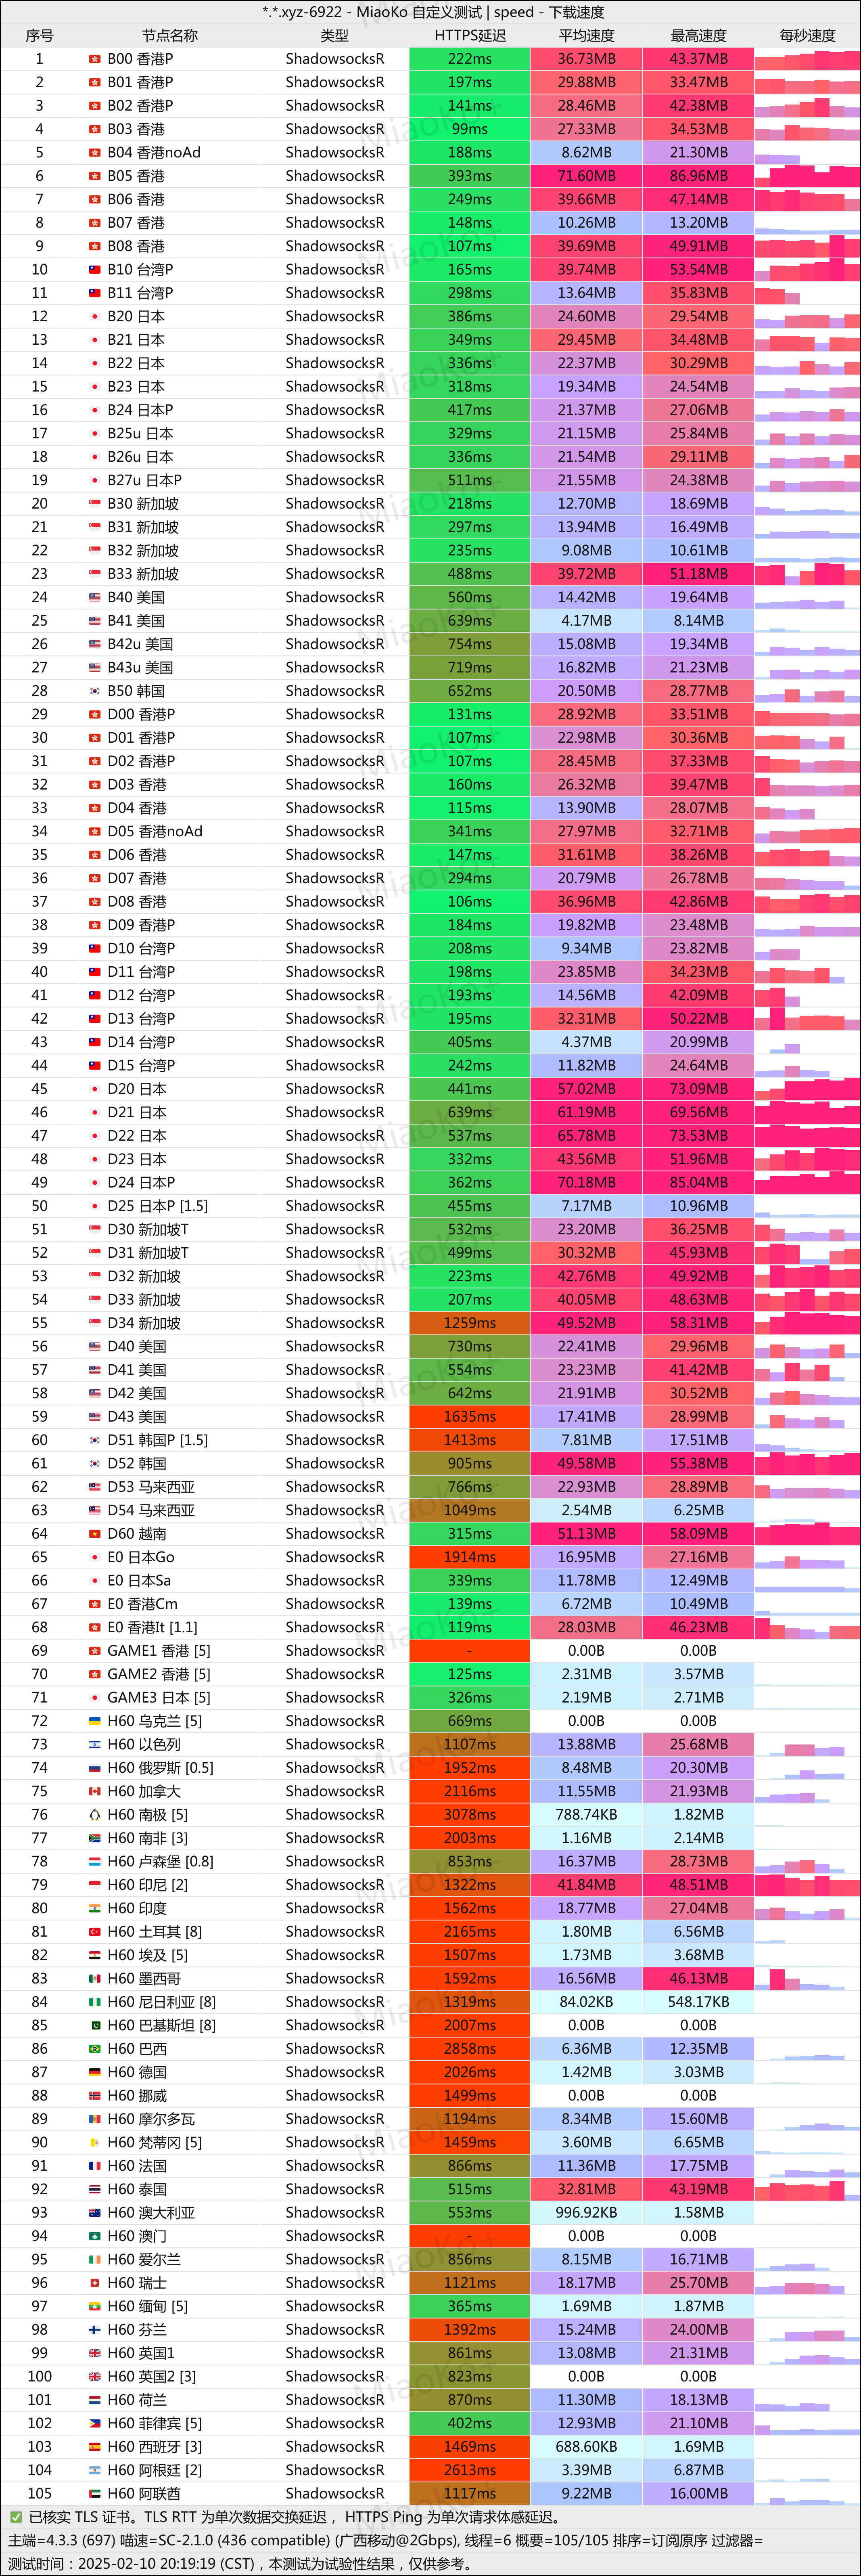 *.*.xyz-6922 - MiaoKo 自定义测试 | speed - 下载速度
序号 节点名称 类型 HTTPS延迟 平均速度 最高速度 每秒速度
1 B00 香港P ShadowsocksR 222ms 36.73MB 43.37MB
2 B01 香港P ShadowsocksR 197ms 29.88MB 33.47MB
3 B02 香港P ShadowsocksR 141ms 28.46MB 42.38MB
4 B03 香港 ShadowsocksR 99ms 27.33MB 34.53MB
5 B04 香港noAd ShadowsocksR 188ms 8.62MB 21.30MB
6 B05 香港 ShadowsocksR 393ms 71.60MB 86.96MB
7 B06 香港 ShadowsocksR 249ms 39.66MB 47.14MB
8 B07 香港 ShadowsocksR 148ms 10.26MB 13.20MB
9 B08 香港 ShadowsocksR 107ms 39.69MB 49.91MB
10 B10 台湾P ShadowsocksR 165ms 39.74MB 53.54MB
11 B11 台湾P ShadowsocksR 298ms 13.64MB 35.83MB
12 B20 日本 ShadowsocksR 386ms 24.60MB 29.54MB
13 B21 日本 ShadowsocksR 349ms 29.45MB 34.48MB
14 B22 日本 ShadowsocksR 336ms 22.37MB 30.29MB
15 B23 日本 ShadowsocksR 318ms 19.34MB 24.54MB
16 B24 日本P ShadowsocksR 417ms 21.37MB 27.06MB
17 B25u 日本 ShadowsocksR 329ms 21.15MB 25.84MB
18 B26u 日本 ShadowsocksR 336ms 21.54MB 29.11MB
19 B27u 日本P ShadowsocksR 511ms 21.55MB 24.38MB
20 B30 新加坡 ShadowsocksR 218ms 12.70MB 18.69MB
21 B31 新加坡 ShadowsocksR 297ms 13.94MB 16.49MB
22 B32 新加坡 ShadowsocksR 235ms 9.08MB 10.61MB
23 B33 新加坡 ShadowsocksR 488ms 39.72MB 51.18MB
24 B40 美国 ShadowsocksR 560ms 14.42MB 19.64MB
25 B41 美国 ShadowsocksR 639ms 4.17MB 8.14MB
26 B42u 美国 ShadowsocksR 754ms 15.08MB 19.34MB
27 B43u 美国 ShadowsocksR 719ms 16.82MB 21.23MB
28 B50 韩国 ShadowsocksR 652ms 20.50MB 28.77MB
29 D00 香港P ShadowsocksR 131ms 28.92MB 33.51MB
30 D01 香港P ShadowsocksR 107ms 22.98MB 30.36MB
31 D02 香港P ShadowsocksR 107ms 28.45MB 37.33MB
32 D03 香港 ShadowsocksR 160ms 26.32MB 39.47MB
33 D04 香港 ShadowsocksR 115ms 13.90MB 28.07MB
34 D05 香港noAd ShadowsocksR 341ms 27.97MB 32.71MB
35 D06 香港 ShadowsocksR 147ms 31.61MB 38.26MB
36 D07 香港 ShadowsocksR 294ms 20.79MB 26.78MB
37 D08 香港 ShadowsocksR 106ms 36.96MB 42.86MB
38 D09 香港P ShadowsocksR 184ms 19.82MB 23.48MB
39 D10 台湾P ShadowsocksR 208ms 9.34MB 23.82MB
40 D11 台湾P ShadowsocksR 198ms 23.85MB 34.23MB
41 D12 台湾P ShadowsocksR 193ms 14.56MB 42.09MB
42 D13 台湾P ShadowsocksR 195ms 32.31MB 50.22MB
43 D14 台湾P ShadowsocksR 405ms 4.37MB 20.99MB
44 D15 台湾P ShadowsocksR 242ms 11.82MB 24.64MB
45 D20 日本 ShadowsocksR 441ms 57.02MB 73.09MB
46 D21 日本 ShadowsocksR 639ms 61.19MB 69.56MB
47 D22 日本 ShadowsocksR 537ms 65.78MB 73.53MB
48 D23 日本 ShadowsocksR 332ms 43.56MB 51.96MB
49 D24 日本P ShadowsocksR 362ms 70.18MB 85.04MB
50 D25 日本P [1.5] ShadowsocksR 455ms 7.17MB 10.96MB
51 D30 新加坡T ShadowsocksR 532ms 23.20MB 36.25MB
52 D31 新加坡T ShadowsocksR 499ms 30.32MB 45.93MB
53 D32 新加坡 ShadowsocksR 223ms 42.76MB 49.92MB
54 D33 新加坡 ShadowsocksR 207ms 40.05MB 48.63MB
55 D34 新加坡 ShadowsocksR 1259ms 49.52MB 58.31MB
56 D40 美国 ShadowsocksR 730ms 22.41MB 29.96MB
57 D41 美国 ShadowsocksR 554ms 23.23MB 41.42MB
58 D42 美国 ShadowsocksR 642ms 21.91MB 30.52MB
59 D43 美国 ShadowsocksR 1635ms 17.41MB 28.99MB
60 D51 韩国P [1.5] ShadowsocksR 1413ms 7.81MB 17.51MB
61 D52 韩国 ShadowsocksR 905ms 49.58MB 55.38MB
62 D53 马来西亚 ShadowsocksR 766ms 22.93MB 28.89MB
63 D54 马来西亚 ShadowsocksR 1049ms 2.54MB 6.25MB
64 D60 越南 ShadowsocksR 315ms 51.13MB 58.09MB
65 E0 日本Go ShadowsocksR 1914ms 16.95MB 27.16MB
66 E0 日本Sa ShadowsocksR 339ms 11.78MB 12.49MB
67 E0 香港Cm ShadowsocksR 139ms 6.72MB 10.49MB
68 E0 香港It [1.1] ShadowsocksR 119ms 28.03MB 46.23MB
69 GAME1 香港 [5] ShadowsocksR - 0.00B 0.00B
70 GAME2 香港 [5] ShadowsocksR 125ms 2.31MB 3.57MB
71 GAME3 日本 [5] ShadowsocksR 326ms 2.19MB 2.71MB
72 H60 乌克兰 [5] ShadowsocksR 669ms 0.00B 0.00B
73 H60 以色列 ShadowsocksR 1107ms 13.88MB 25.68MB
74 H60 俄罗斯 [0.5] ShadowsocksR 1952ms 8.48MB 20.30MB
75 H60 加拿大 ShadowsocksR 2116ms 11.55MB 21.93MB
76 H60 南极 [5] ShadowsocksR 3078ms 788.74KB 1.82MB
77 H60 南非 [3] ShadowsocksR 2003ms 1.16MB 2.14MB
78 H60 卢森堡 [0.8] ShadowsocksR 853ms 16.37MB 28.73MB
79 H60 印尼 [2] ShadowsocksR 1322ms 41.84MB 48.51MB
80 H60 印度 ShadowsocksR 1562ms 18.77MB 27.04MB
81 H60 土耳其 [8] ShadowsocksR 2165ms 1.80MB 6.56MB
82 H60 埃及 [5] ShadowsocksR 1507ms 1.73MB 3.68MB
83 H60 墨西哥 ShadowsocksR 1592ms 16.56MB 46.13MB
84 H60 尼日利亚 [8] ShadowsocksR 1319ms 84.02KB 548.17KB
85 H60 巴基斯坦 [8] ShadowsocksR 2007ms 0.00B 0.00B
86 H60 巴西 ShadowsocksR 2858ms 6.36MB 12.35MB
87 H60 德国 ShadowsocksR 2026ms 1.42MB 3.03MB
88 H60 挪威 ShadowsocksR 1499ms 0.00B 0.00B
89 H60 摩尔多瓦 ShadowsocksR 1194ms 8.34MB 15.60MB
90 H60 梵蒂冈 [5] ShadowsocksR 1459ms 3.60MB 6.65MB
91 H60 法国 ShadowsocksR 866ms 11.36MB 17.75MB
92 H60 泰国 ShadowsocksR 515ms 32.81MB 43.19MB
93 H60 澳大利亚 ShadowsocksR 553ms 996.92KB 1.58MB
94 H60 澳门 ShadowsocksR - 0.00B 0.00B
95 H60 爱尔兰 ShadowsocksR 856ms 8.15MB 16.71MB
96 H60 瑞士 ShadowsocksR 1121ms 18.17MB 25.70MB
97 H60 缅甸 [5] ShadowsocksR 365ms 1.69MB 1.87MB
98 H60 芬兰 ShadowsocksR 1392ms 15.24MB 24.00MB
99 H60 英国1 ShadowsocksR 861ms 13.08MB 21.31MB
100 H60 英国2 [3] ShadowsocksR 823ms 0.00B 0.00B
101 H60 荷兰 ShadowsocksR 870ms 11.30MB 18.13MB
102 H60 菲律宾 [5] ShadowsocksR 402ms 12.93MB 21.10MB
103 H60 西班牙 [3] ShadowsocksR 1469ms 688.60KB 1.69MB
104 H60 阿根廷 [2] ShadowsocksR 2613ms 3.39MB 6.87MB
105 H60 阿联酋 ShadowsocksR 1117ms 9.22MB 16.00MB
✅ 已核实 TLS 证书。TLS RTT 为单次数据交换延迟， HTTPS Ping 为单次请求体感延迟。
主端=4.3.3 (697) 喵速=SC-2.1.0 (436 compatible) (广西移动@2Gbps), 线程=6 概要=105/105 排序=订阅原序 过滤器=
测试时间：2025-02-10 20:19:19 (CST)，本测试为试验性结果，仅供参考。